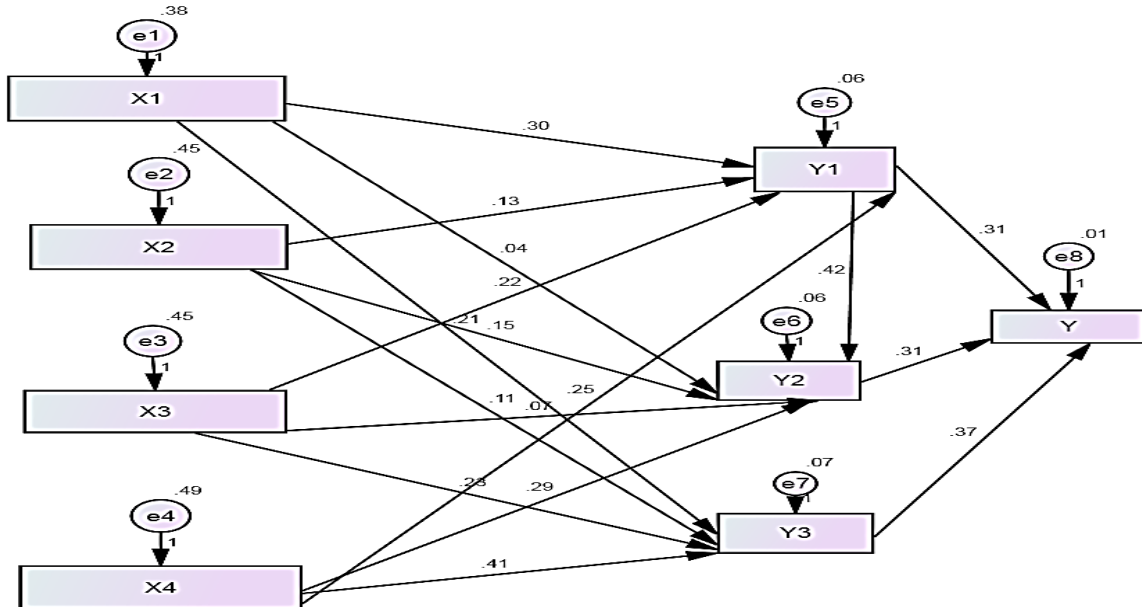 .38
e1
1
X1
.45
e2
1
X2
.45
e3
1
X3
.49
e4
1
X4
.30
.13
.04
.22
.21
.15
.11
.07
.25
.23
.29
.41
.06
e5
1
Y1
.42
.06
e6
1
Y2
.07
e7
1
Y3
.31
.31
.37
.01
e8
1
Y